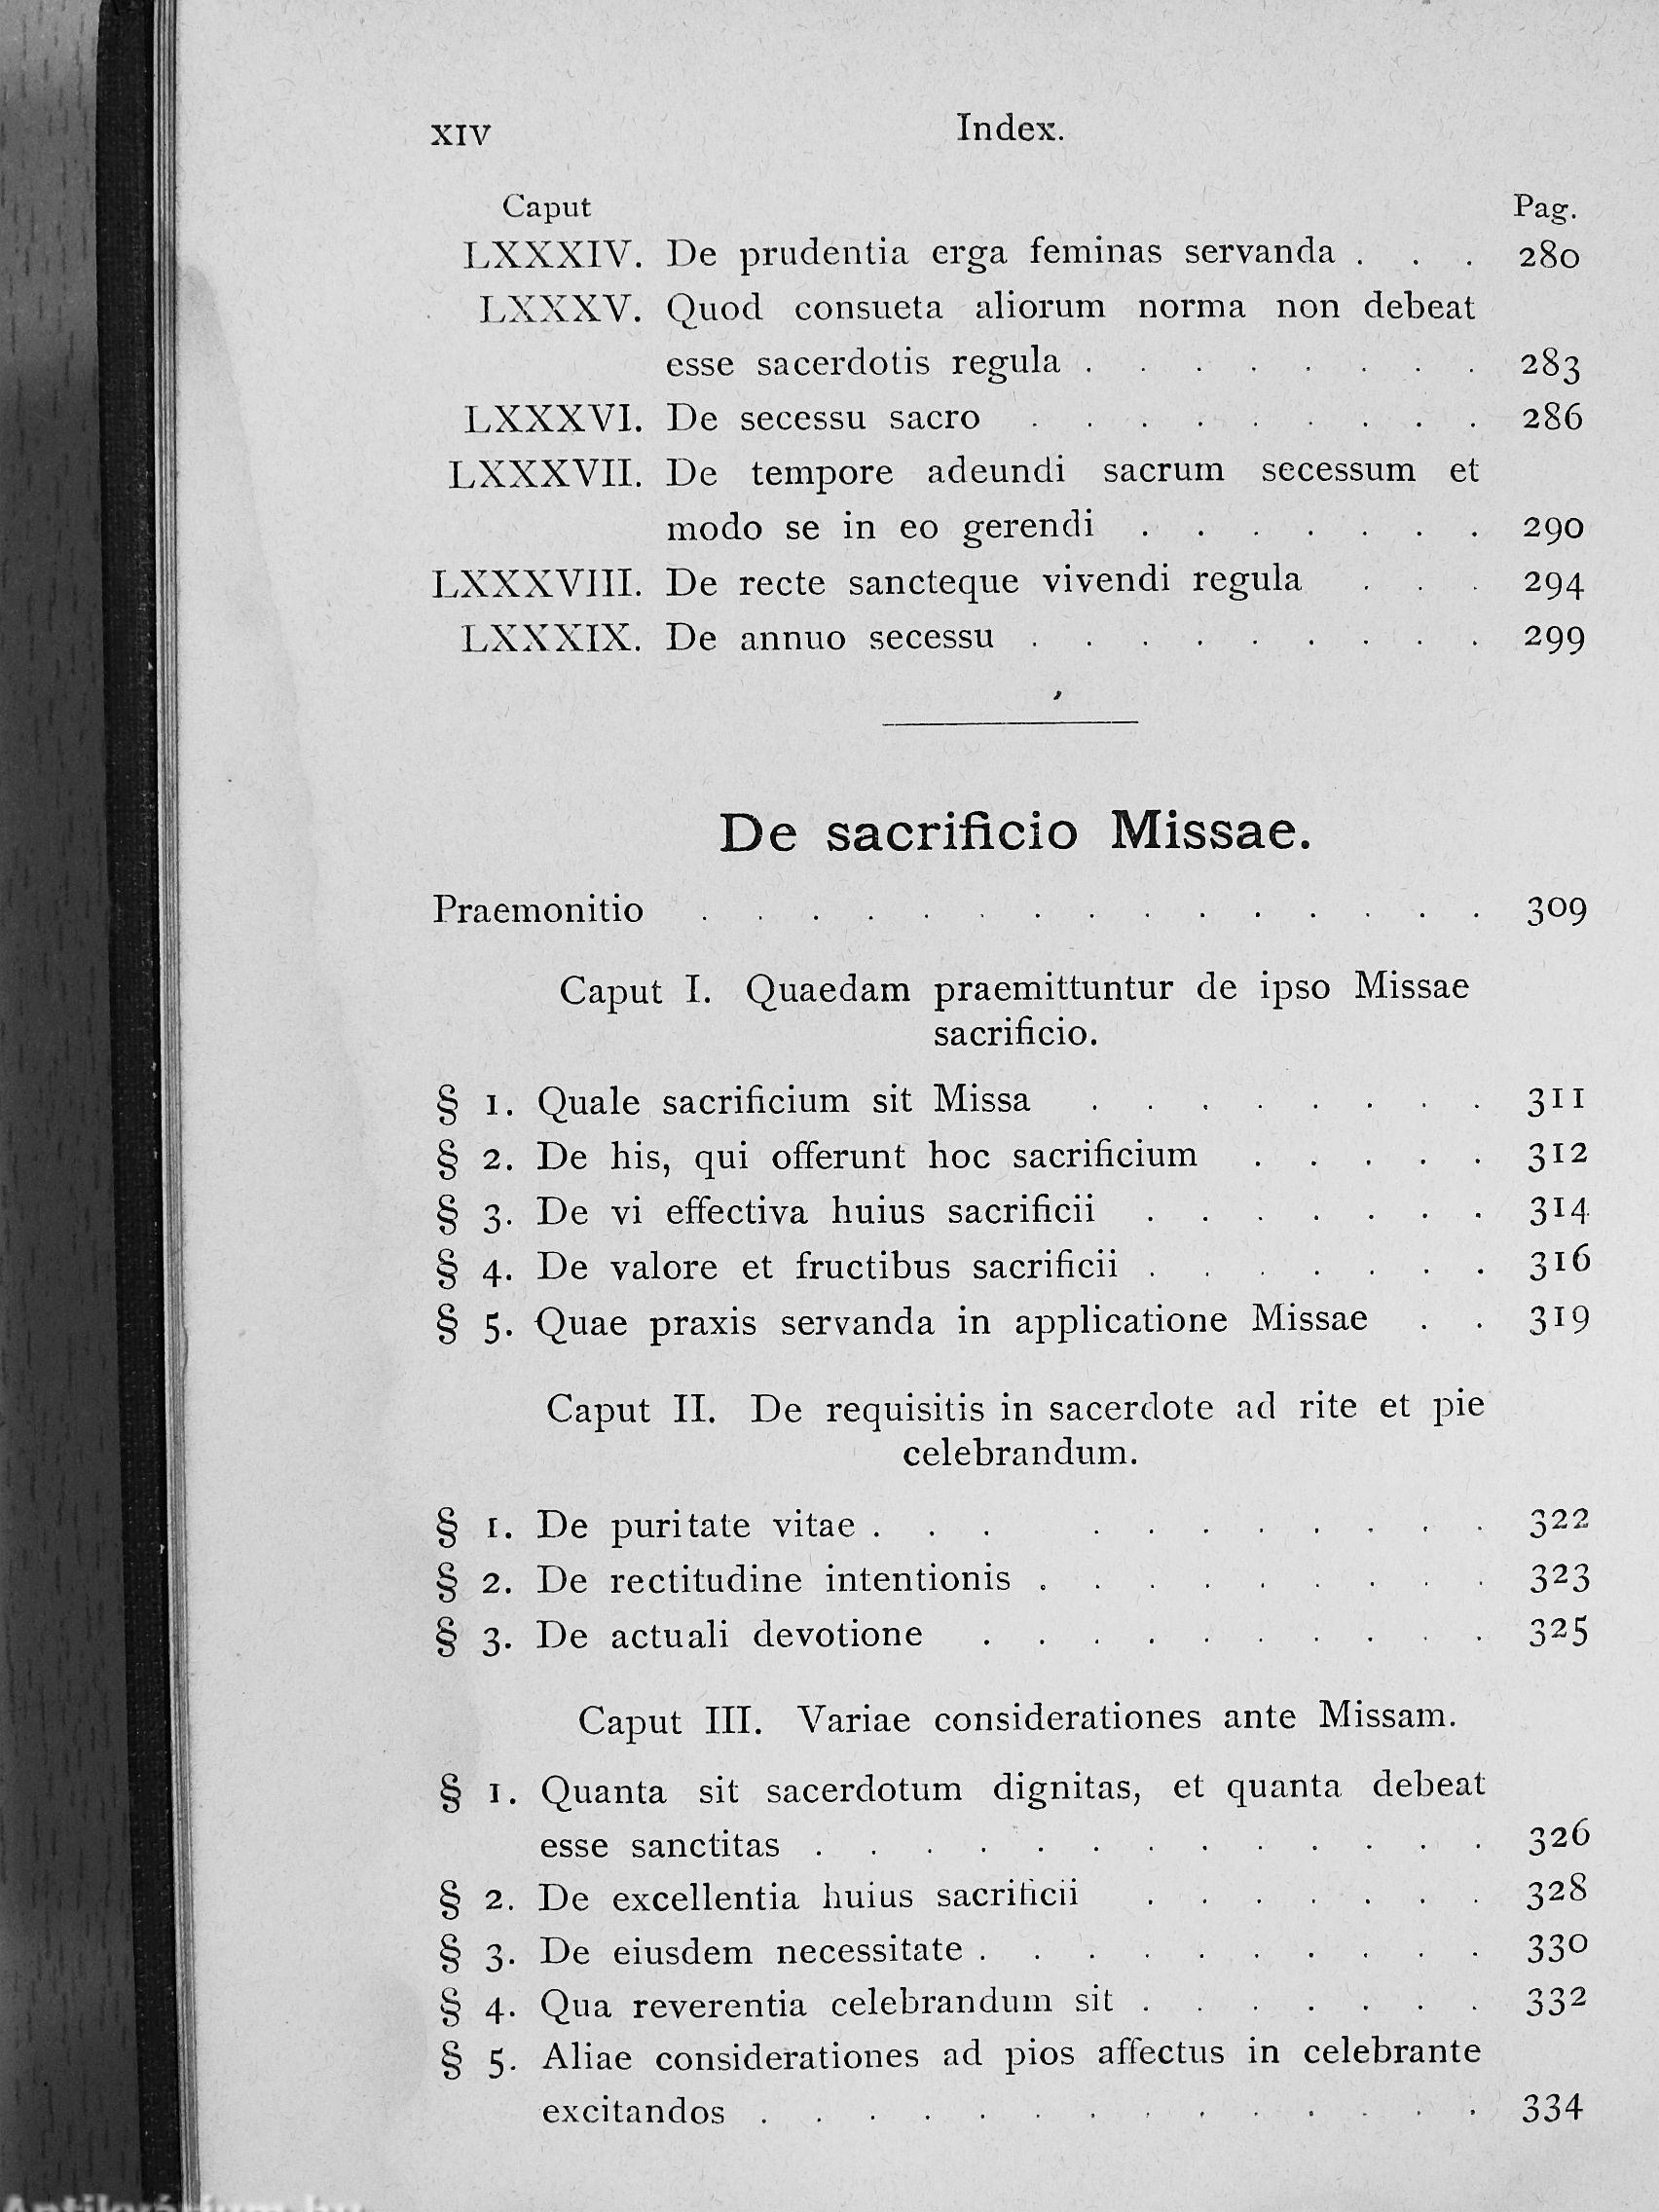 XIV Index.
Caput Pag.
LXXXIV. De prudentia erga feminas servanda . . . 280
LXXXV. Quod consueta aliorum norma non debeat
esse sacerdotis regula . . . . . . . . 283
LXXXVI. De secessu sacro . . . . . . . . . 286
LXXXVII. De tempore adeundi sacrum secessum et
modo se in eo gerendi . . . . . . . 290
LXXXVIII. De recte sancteque vivendi regula . . . 294
LXXXIX. De annuo secessu . . . . . . . . . 299
De sacrificio Missae.
Praemonitio . . . . . . . . . . . . . . . 309
Caput I. Quaedam praemittuntur de ipso Missae
sacrificio.
§ 1. Quale sacrificium sit Missa . . . . . . . . 311
§ 2. De his, qui offerunt hoc sacrificium . . . . . 312
§ 3. De vi effectiva huius sacrificii . . . . . . . 314
§ 4. De valore et fructibus sacrificii . . . . . . . 316
§ 5. Quae praxis servanda in applicatione Missae . . 319
Caput II. De requisitis in sacerdote ad rite et pie
celebrandum.
§ 1. De puritate vitae . . . . . . . . . . . 322
§ 2. De rectitudine intentionis . . . . . . . . . 323
§ 3. De actuali devotione . . . . . . . . . . 325
Caput III. Variae considerationes ante Missam.
§ 1. Quanta sit sacerdotum dignitas, et quanta debeat
esse sanctitas . . . . . . . . . . . . . 326
§ 2. De excellentia huius sacrificii . . . . . . . 328
§ 3. De eiusdem necessitate . . . . . . . . . . 330
§ 4. Qua reverentia celebrandum sit . . . . . . . 332
§ 5. Aliae considerationes ad pios affectus in celebrante
excitandos . . . . . . . . . . . . . . 334